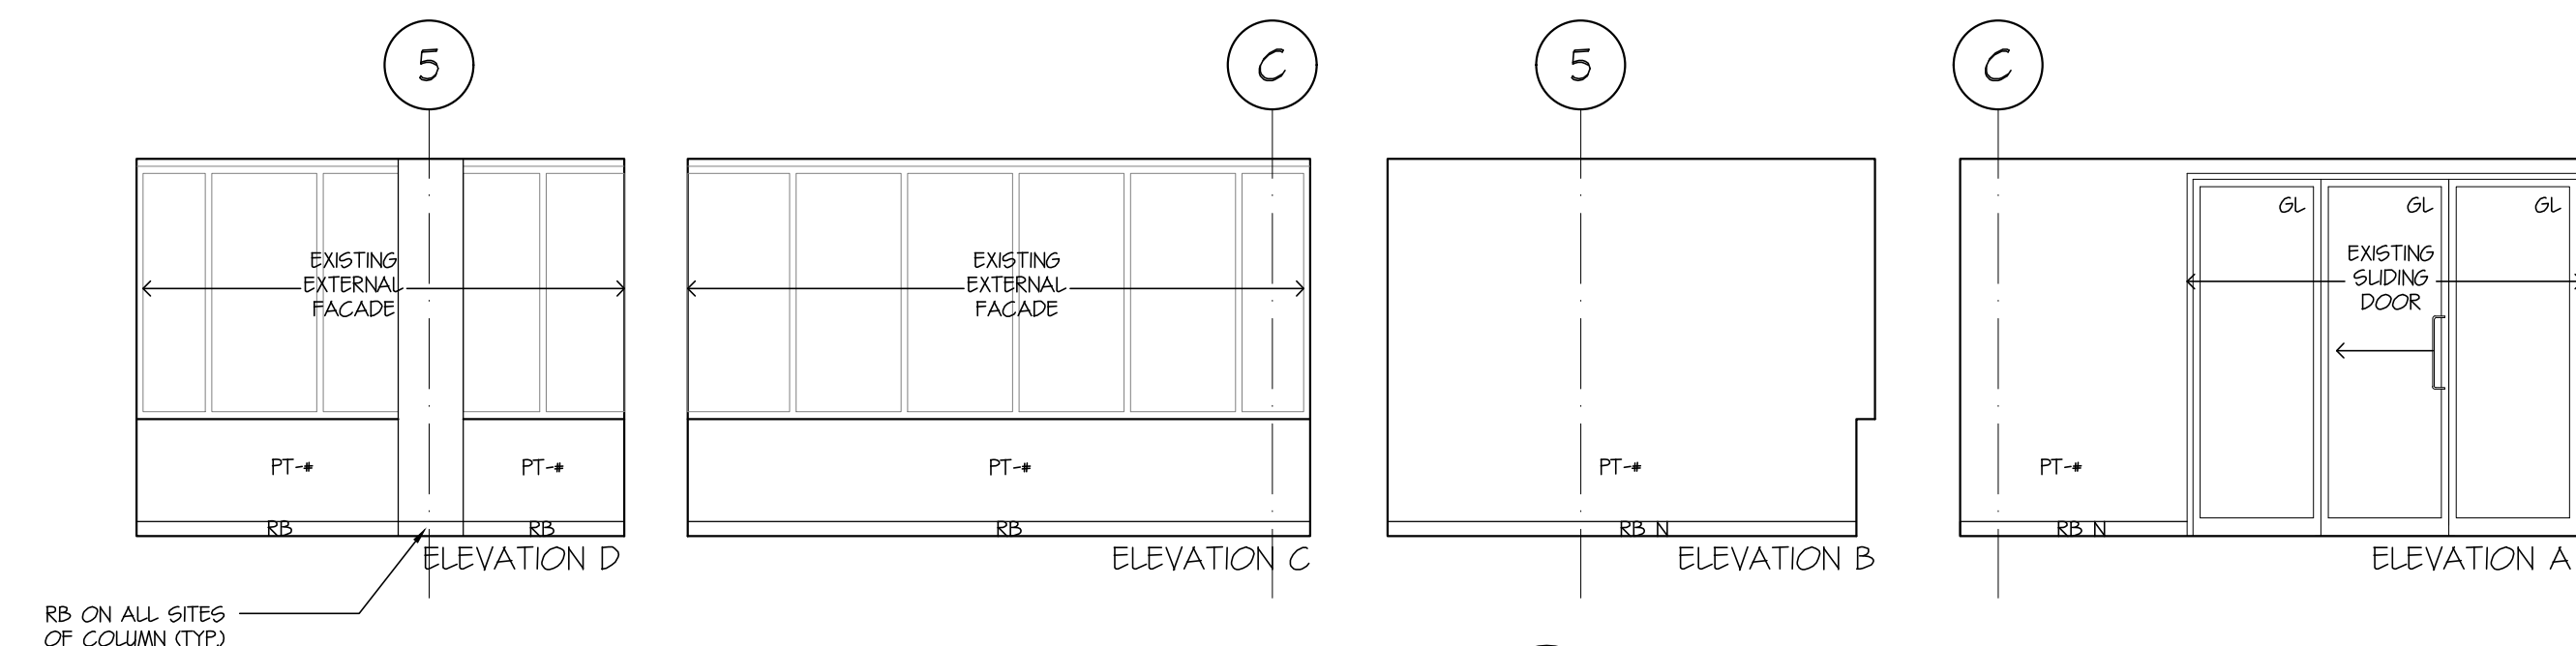 5
C
5
C
GL
GL
GL
EXISTING
EXTERNAL
FACADE
EXISTING
EXTERNAL
FACADE
EXISTING
SLIDING
DOOR
PT-#
PT-#
PT-#
PT-#
PT-#
RB
RB
RB
RB N
RB N
ELEVATION D
ELEVATION C
ELEVATION B
ELEVATION A
RB ON ALL SITES
OF COLUMN (TYP.)